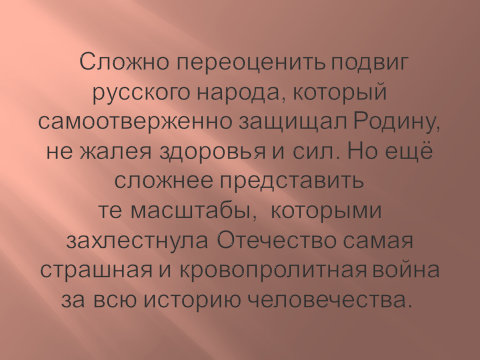 Сложно переоценить подвиг
русского народа, который
самоотверженно защищал Родину,
не жалея здоровья и сил. Но ещё
сложнее представить
те масштабы, которыми
захлестнула Отечество самая
страшная и кровопролитная война
за всю историю человечества.